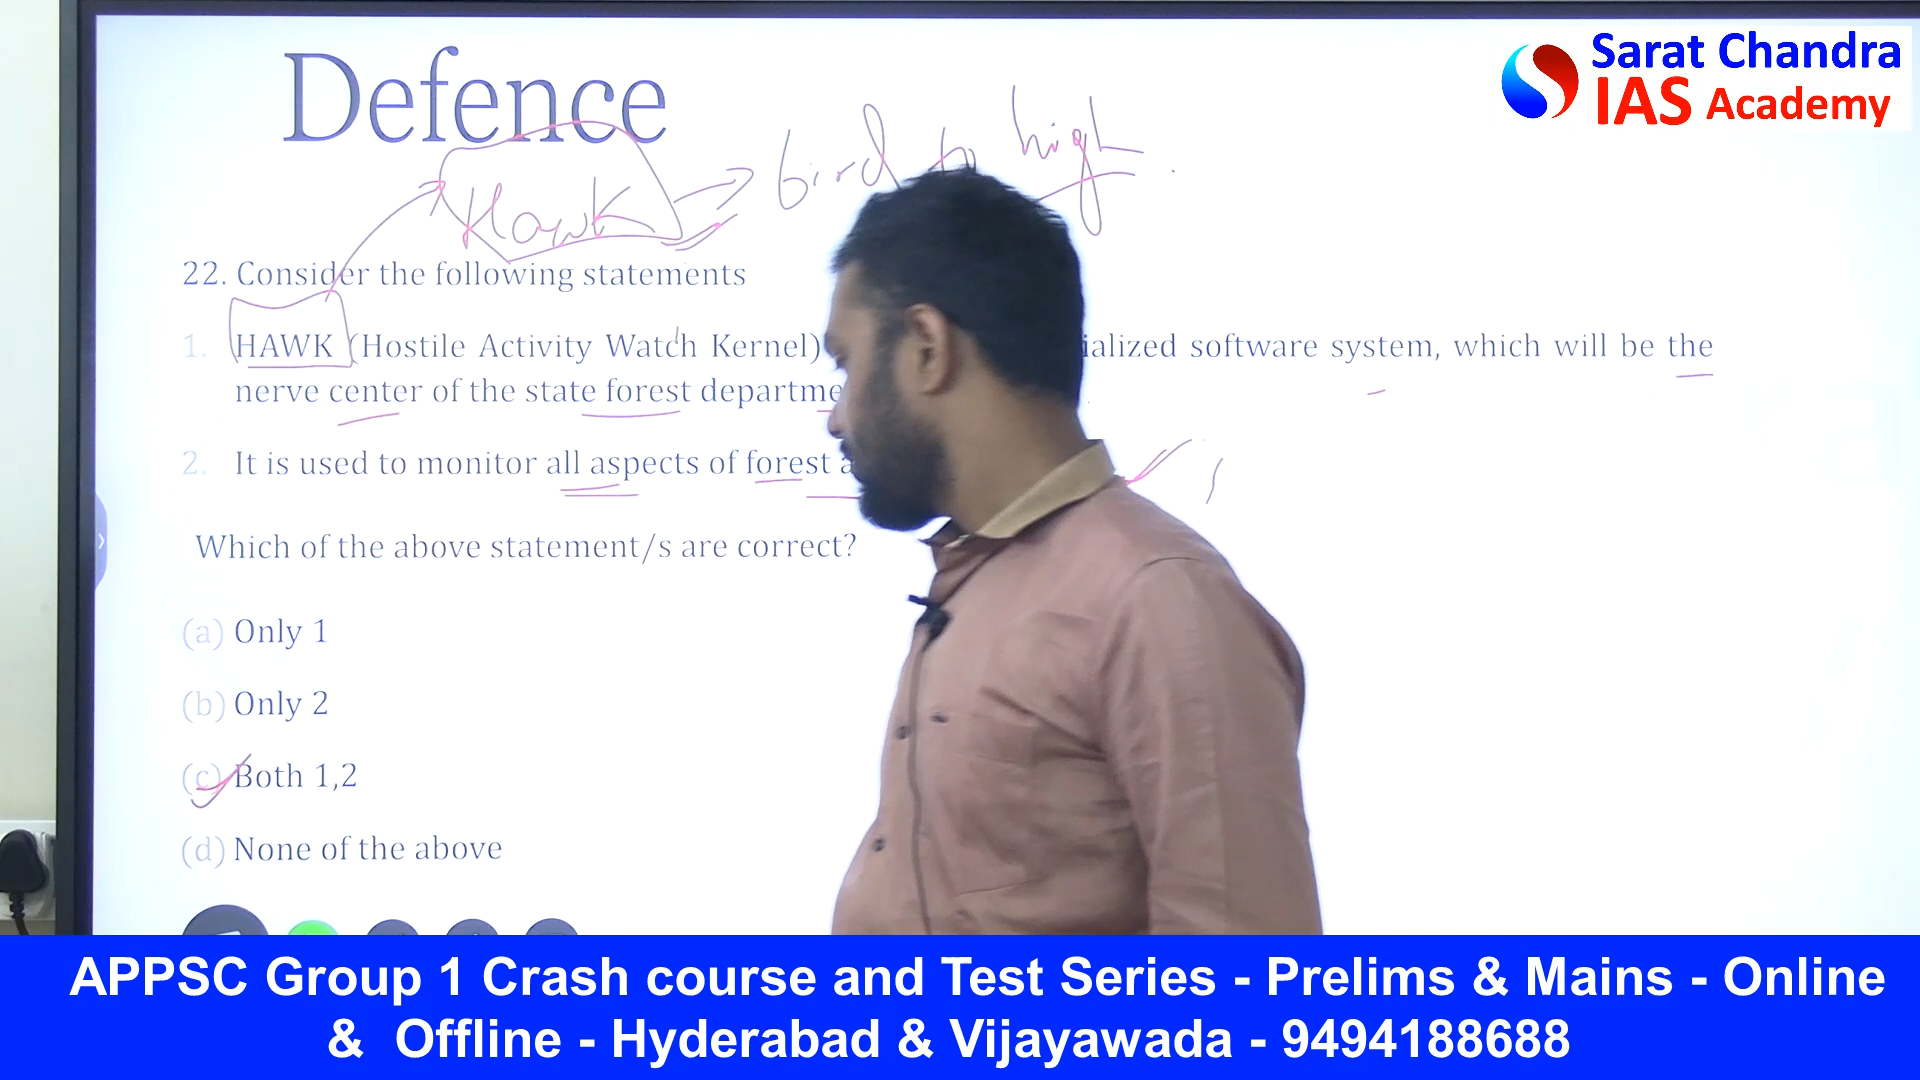 Defence
Sarat Chandra
IAS Academy
Hawk
bird
high
22. Consider the following statements
1. HAWK (Hostile Activity Watch Kernel) software system, which will be the
nerve center of the state forest
2. It is used to monitor all aspects of forest
Which of the above statement/s are correct?
(a) Only 1
(b) Only 2
(c) Both 1,2
(d) None of the above
APPSC Group 1 Crash course and Test Series - Prelims & Mains - Online
& Offline - Hyderabad & Vijayawada - 9494188688